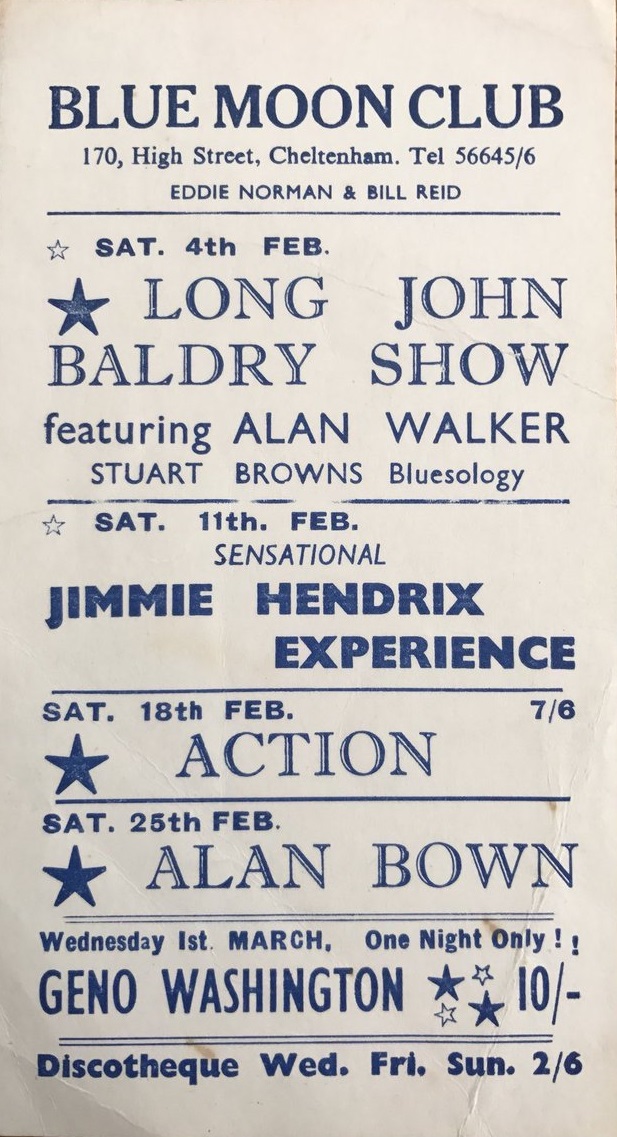 BLUE MOON CLUB
170, High Street, Cheltenham. Tel 56645/6
EDDIE NORMAN & BILL REID
SAT. 4th FEB.
LONG JOHN
BALDRY SHOW
featuring ALAN WALKER
STUART BROWNS Bluesology
SAT. 11th. FEB.
SENSATIONAL
JIMMIE HENDRIX
EXPERIENCE
SAT. 18th FEB. 7/6
ACTION
SAT. 25th FEB.
ALAN BOWN
Wednesday 1st. MARCH. One Night Only ! !
GENO WASHINGTON 10/-
Discotheque Wed. Fri. Sun. 2/6